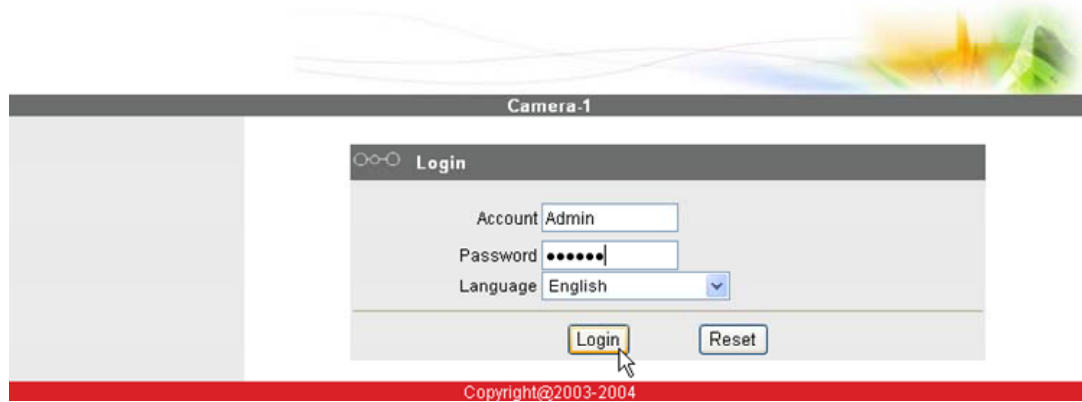 Camera-1
Login
Account Admin
Password ••••••
Language English
Login Reset
Copyright@2003-2004